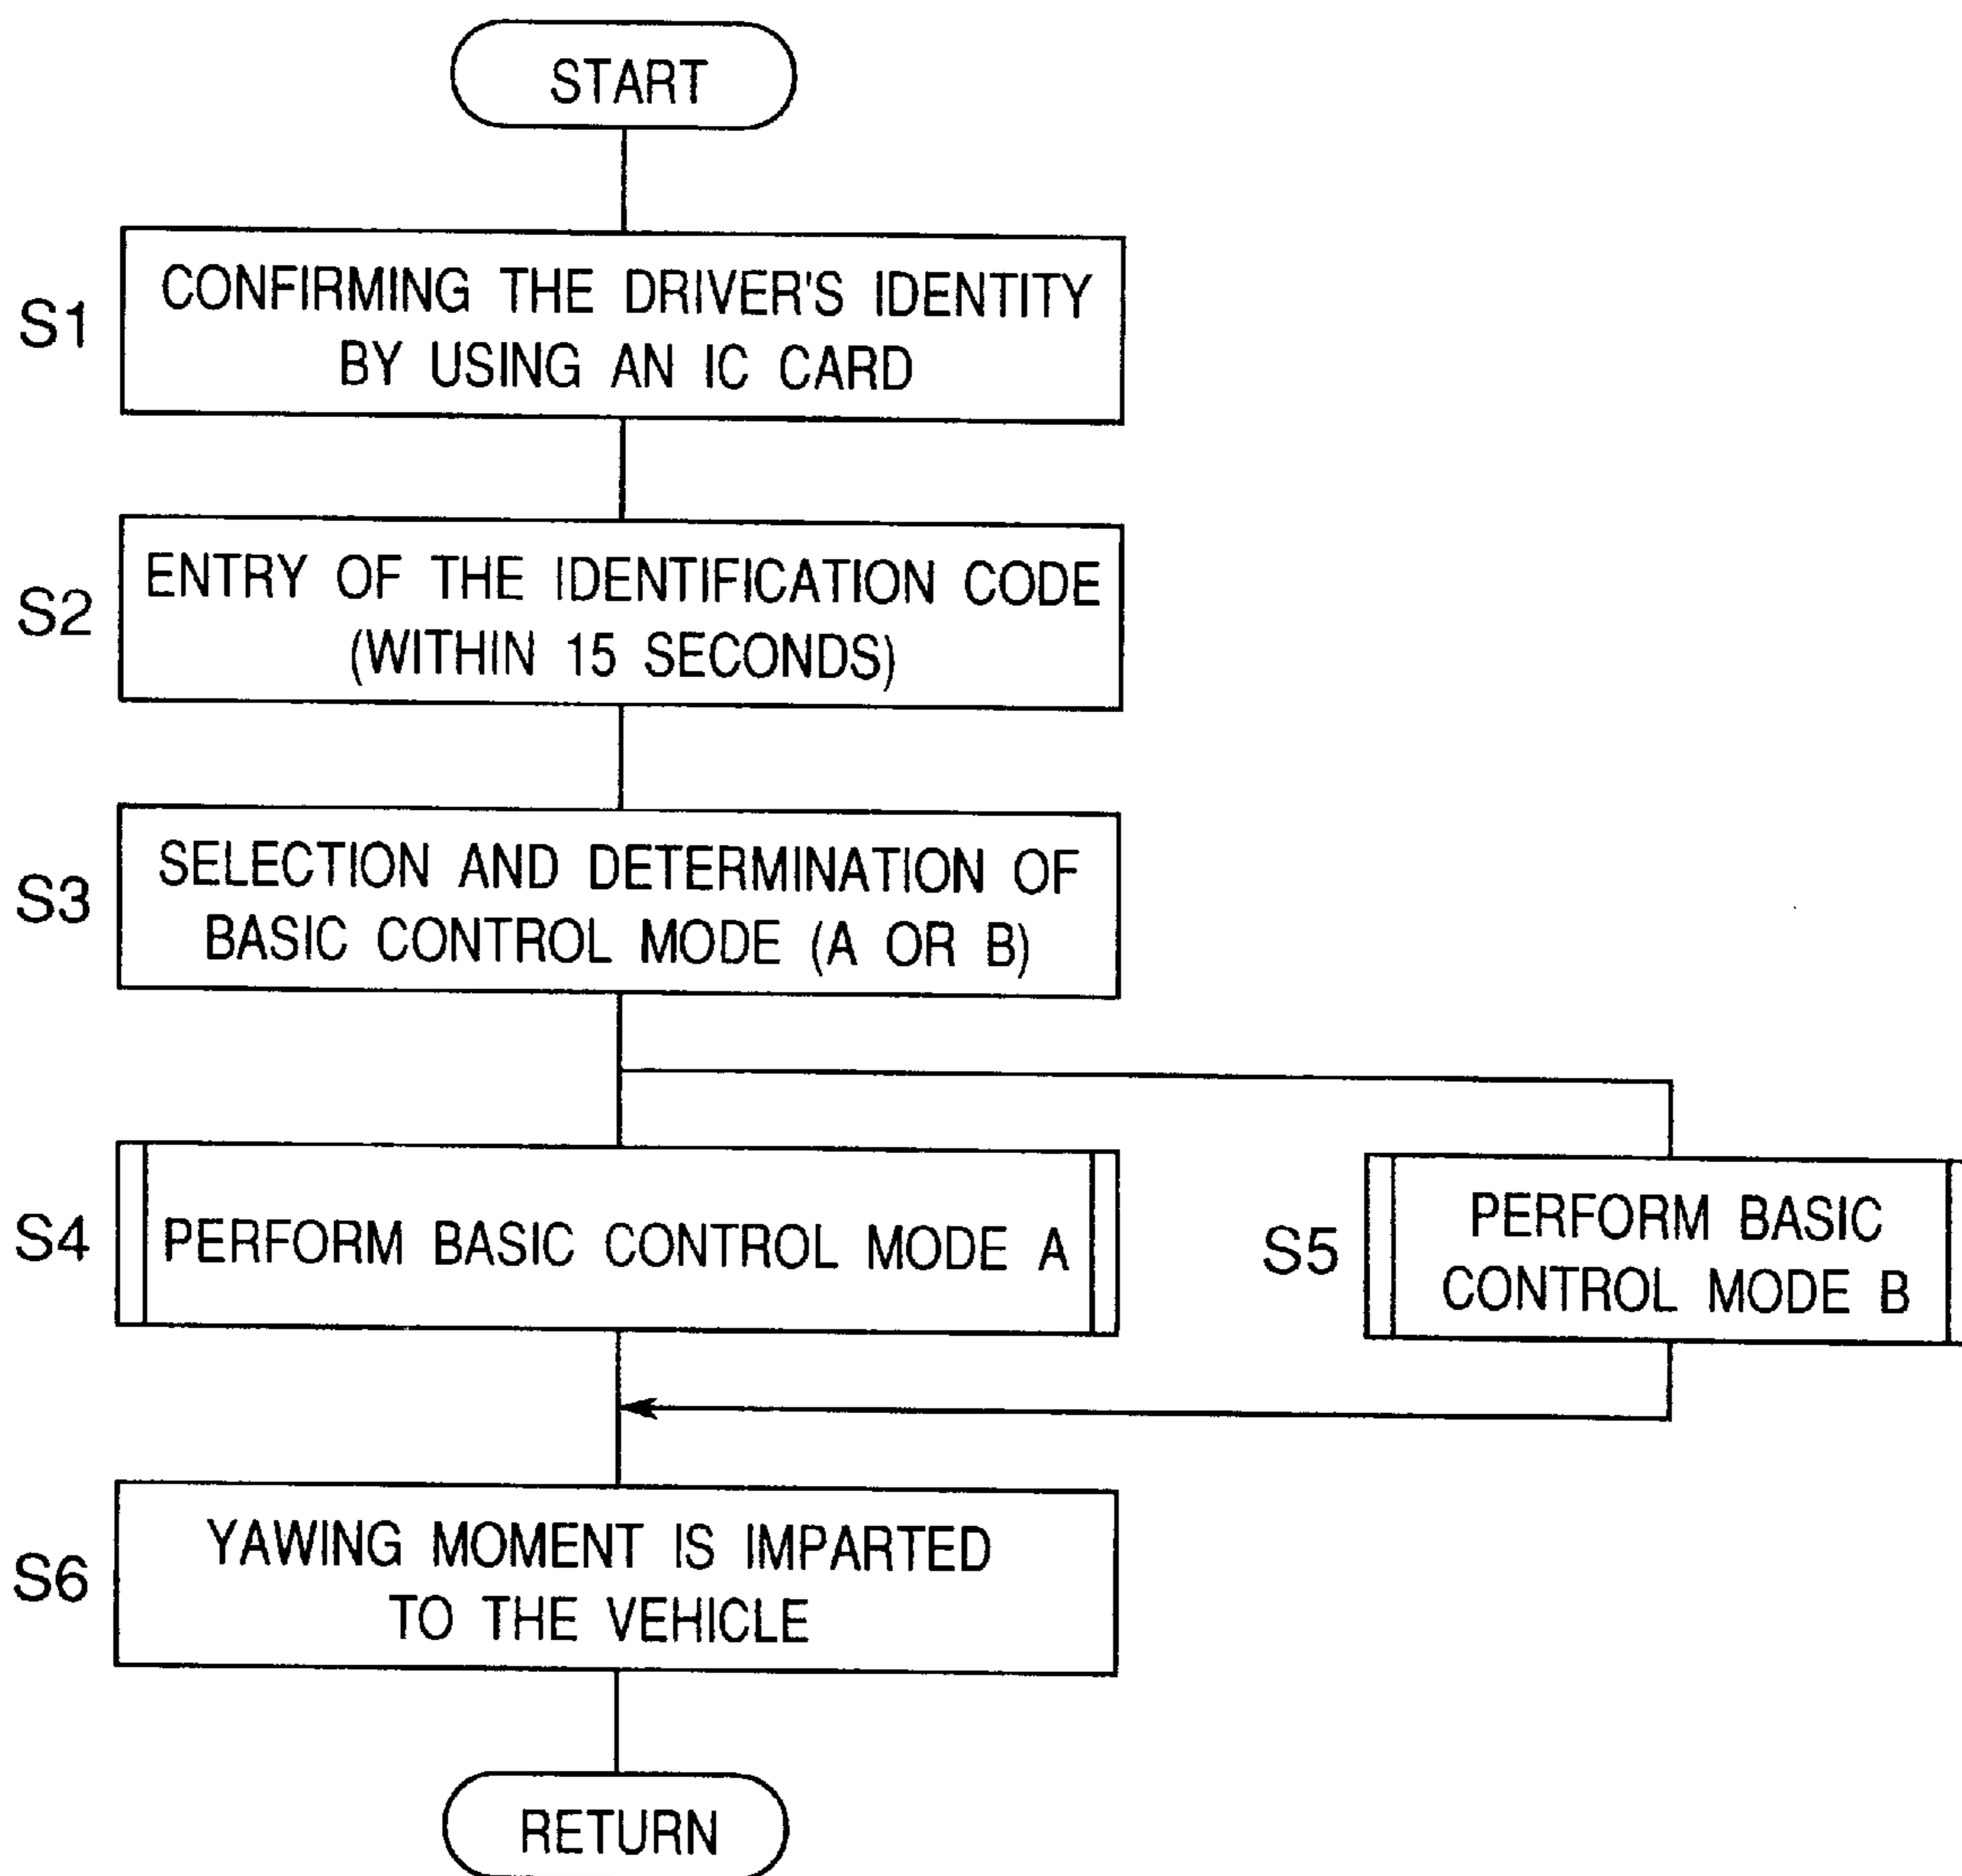 START
S1
CONFIRMING THE DRIVER'S IDENTITY
BY USING AN IC CARD
S2
ENTRY OF THE IDENTIFICATION CODE
(WITHIN 15 SECONDS)
S3
SELECTION AND DETERMINATION OF
BASIC CONTROL MODE (A OR B)
S4
PERFORM BASIC CONTROL MODE A
S5
PERFORM BASIC
CONTROL MODE B
S6
YAWING MOMENT IS IMPARTED
TO THE VEHICLE
RETURN